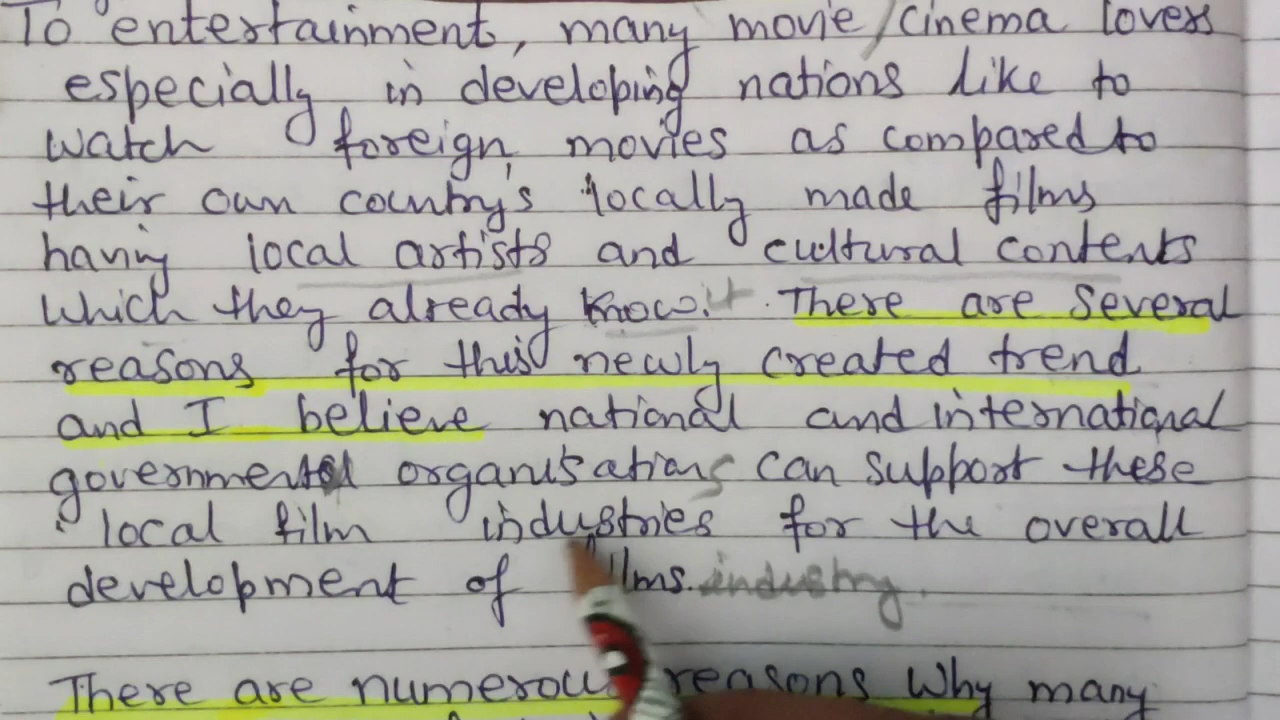 To entertainment, many movie/cinema lovers
especially in developing nations like to
watch foreign movies as compared to
their own country's locally made films
having local artists and cultural contents
which they already know. There are several
reasons for this newly created trend
and I believe national and international
governmental organisations can support these
local film industries for the overall
development of films. industry.
There are numerous reasons why many